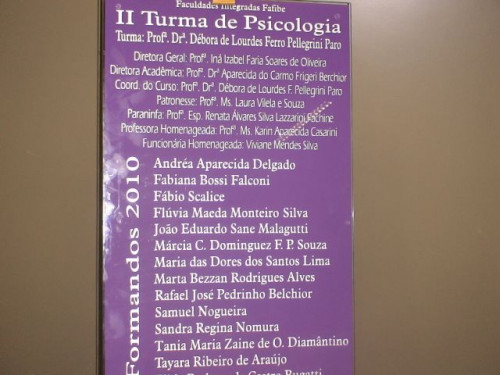 Faculdades Integradas Fafibe
II Turma de Psicologia
Turma: Profª. Drª. Débora de Lourdes Ferro Pellegrini Paro
Diretora Geral: Profª. Iná Izabel Faria Soares de Oliveira
Diretora Acadêmica: Profª. Drª Aparecida do Carmo Frigeri Berchior
Coord. do Curso: Profª. Drª Débora de Lourdes F. Pellegrini Paro
Patronesse: Profª. Ms. Laura Vilela e Souza
Paraninfa: Profª. Esp. Renata Álvares Silva Lazzarini
Professora Homenageada: Profª. Ms. Karin Aparecida Casarini
Funcionária Homenageada: Viviane Mendes Silva
Formandos 2010
Andréa Aparecida Delgado
Fabiana Bossi Falconi
Fábio Scalice
Flúvia Maeda Monteiro Silva
João Eduardo Sane Malagutti
Márcia C. Dominguez F. P. Souza
Maria das Dores dos Santos Lima
Marta Bezzan Rodrigues Alves
Rafael José Pedrinho Belchior
Samuel Nogueira
Sandra Regina Nomura
Tania Maria Zaine de O. Diamântino
Tayara Ribeiro de Araújo